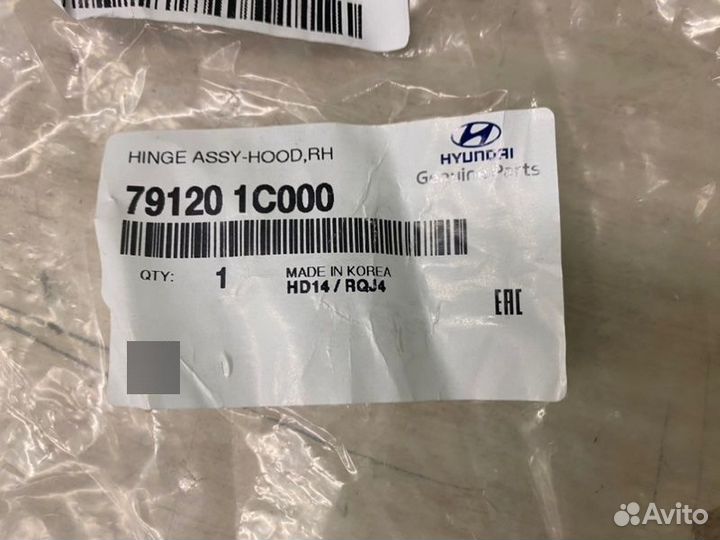 HINGE ASSY-HOOD,RH
HYUNDAI
Genuine Parts
79120 1C000
QTY: 1
MADE IN KOREA
HD14 / RQJ4
EAC
Avito